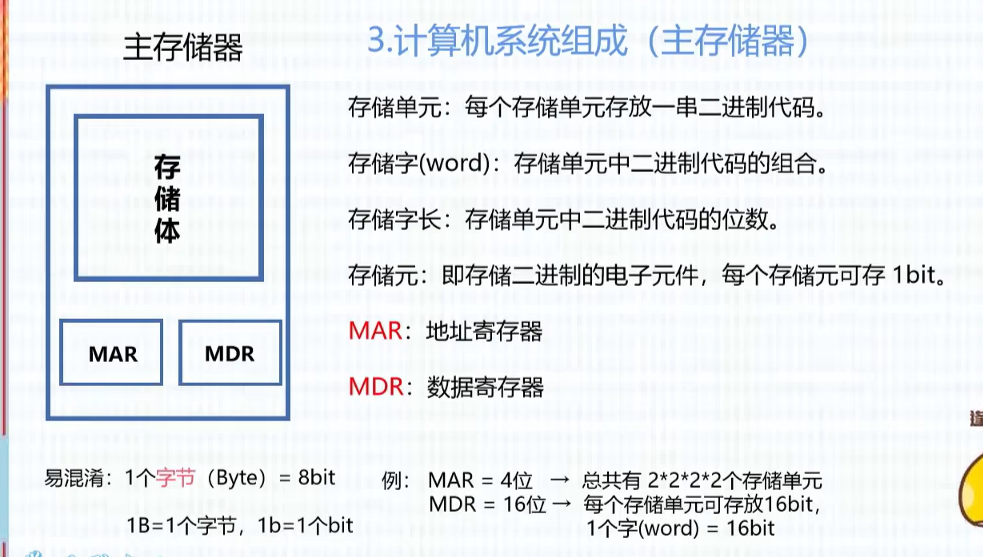 主存储器
3.计算机系统组成（主存储器）
存储体
MAR
MDR
存储单元：每个存储单元存放一串二进制代码。
存储字(word)：存储单元中二进制代码的组合。
存储字长：存储单元中二进制代码的位数。
存储元：即存储二进制的电子元件，每个存储元可存 1bit。
MAR：地址寄存器
MDR：数据寄存器
易混淆：1个字节（Byte）= 8bit
1B=1个字节，1b=1个bit
例： MAR = 4位 → 总共有 2*2*2*2个存储单元
MDR = 16位 → 每个存储单元可存放16bit，
1个字(word) = 16bit